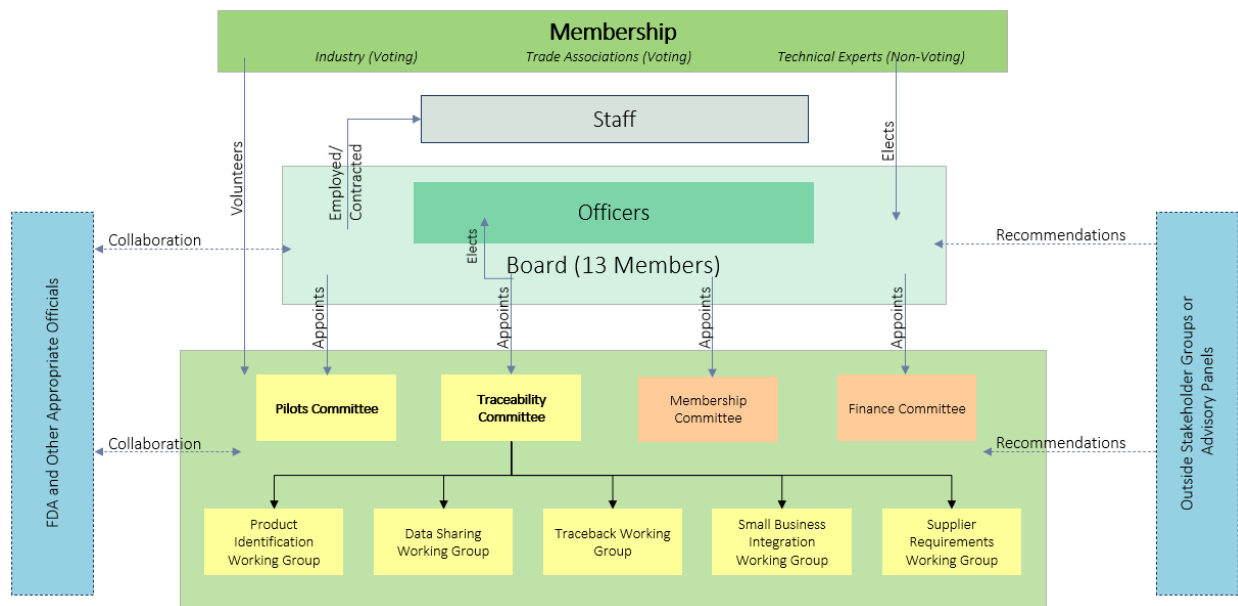 Membership
Industry (Voting)
Trade Associations (Voting)
Technical Experts (Non-Voting)
Staff
Volunteers
Employed/
Contracted
Elects
Officers
Elects
Board (13 Members)
Collaboration
Recommendations
FDA and Other Appropriate Officials
Outside Stakeholder Groups or
Advisory Panels
Appoints
Appoints
Appoints
Appoints
Pilots Committee
Traceability
Committee
Membership
Committee
Finance Committee
Collaboration
Recommendations
Product
Identification
Working Group
Data Sharing
Working Group
Traceback Working
Group
Small Business
Integration
Working Group
Supplier
Requirements
Working Group